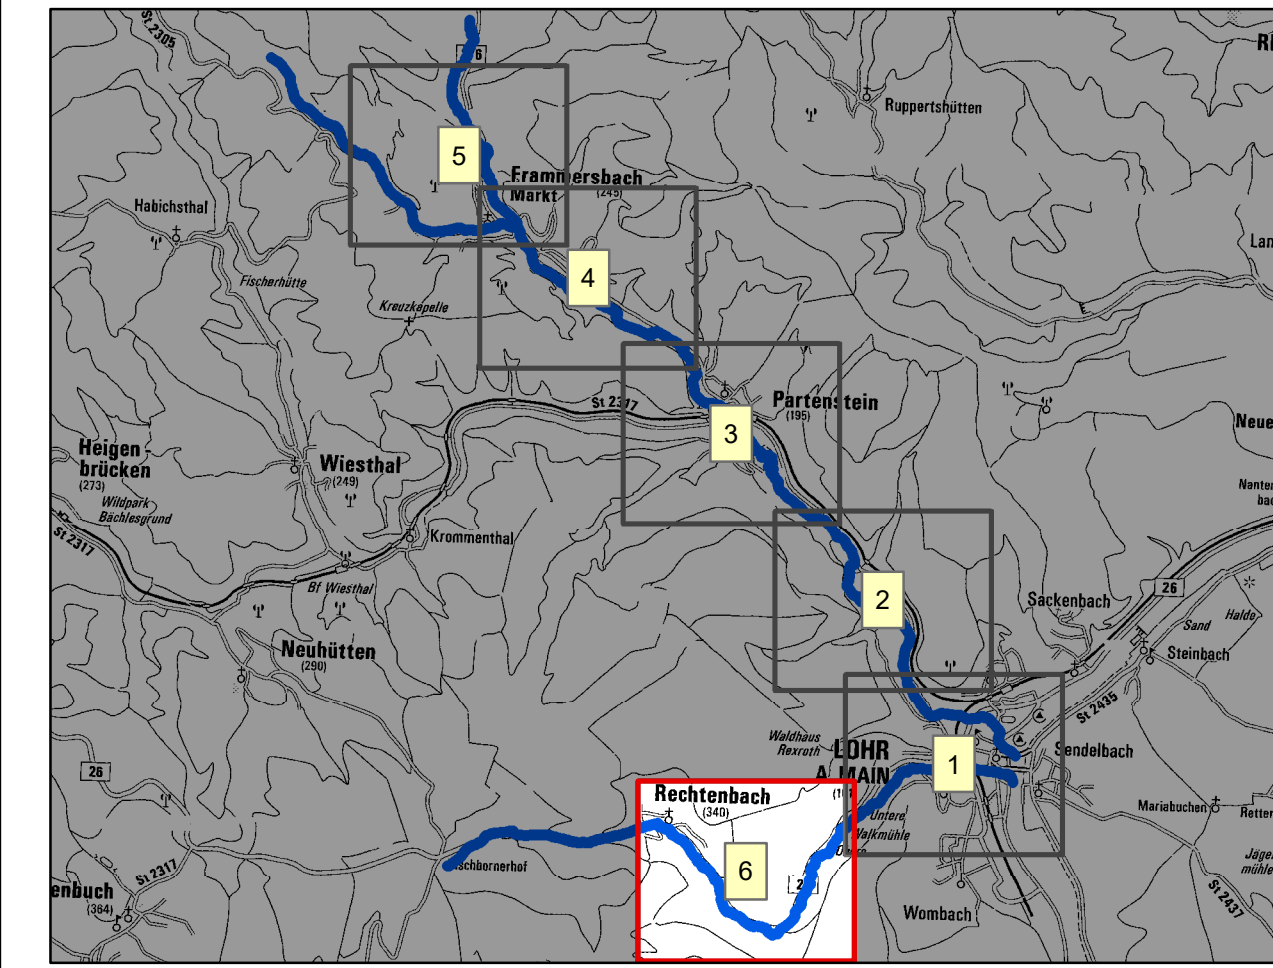 St 2305
6
Ruppertshütten
5
Frammersbach
Markt
(245)
Habichsthal
Fischerhütte
4
Kreuzkapelle
St 2317
Partenstein
(195)
3
Heigen-
brücken
(273)
Wildpark
Bächlesgrund
Wiesthal
(249)
St 2317
Krommenthal
Bf Wiesthal
2
Sackenbach
26
Sand
Halde
Steinbach
Neuhütten
(290)
St 2435
Waldhaus
Rexroth
LOHR
A. MAIN
1
Sendelbach
26
Rechtenbach
(340)
Untere
Walkmühle
Mariabuchen
6
2
St 2317
enbuch
(364)
Wombach
St 2437